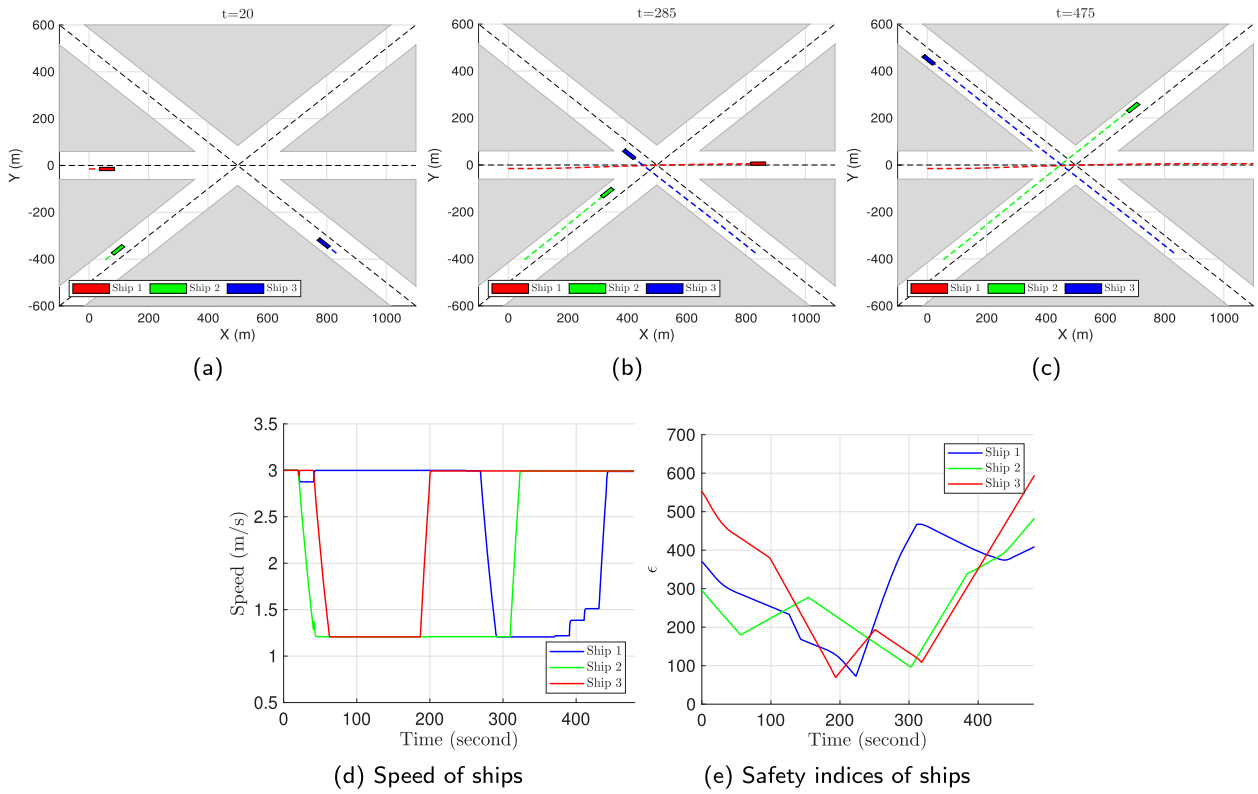 t=20
600
400
200
0
-200
-400
-600
Y (m)
0 200 400 600 800 1000
X (m)
Ship 1 Ship 2 Ship 3
(a)
t=285
600
400
200
0
-200
-400
-600
Y (m)
0 200 400 600 800 1000
X (m)
Ship 1 Ship 2 Ship 3
(b)
t=475
600
400
200
0
-200
-400
-600
Y (m)
0 200 400 600 800 1000
X (m)
Ship 1 Ship 2 Ship 3
(c)
3.5
3
2.5
2
1.5
1
0.5
Speed (m/s)
0 100 200 300 400
Time (second)
Ship 1
Ship 2
Ship 3
(d) Speed of ships
700
600
500
400
300
200
100
0
ϵ
0 100 200 300 400
Time (second)
Ship 1
Ship 2
Ship 3
(e) Safety indices of ships